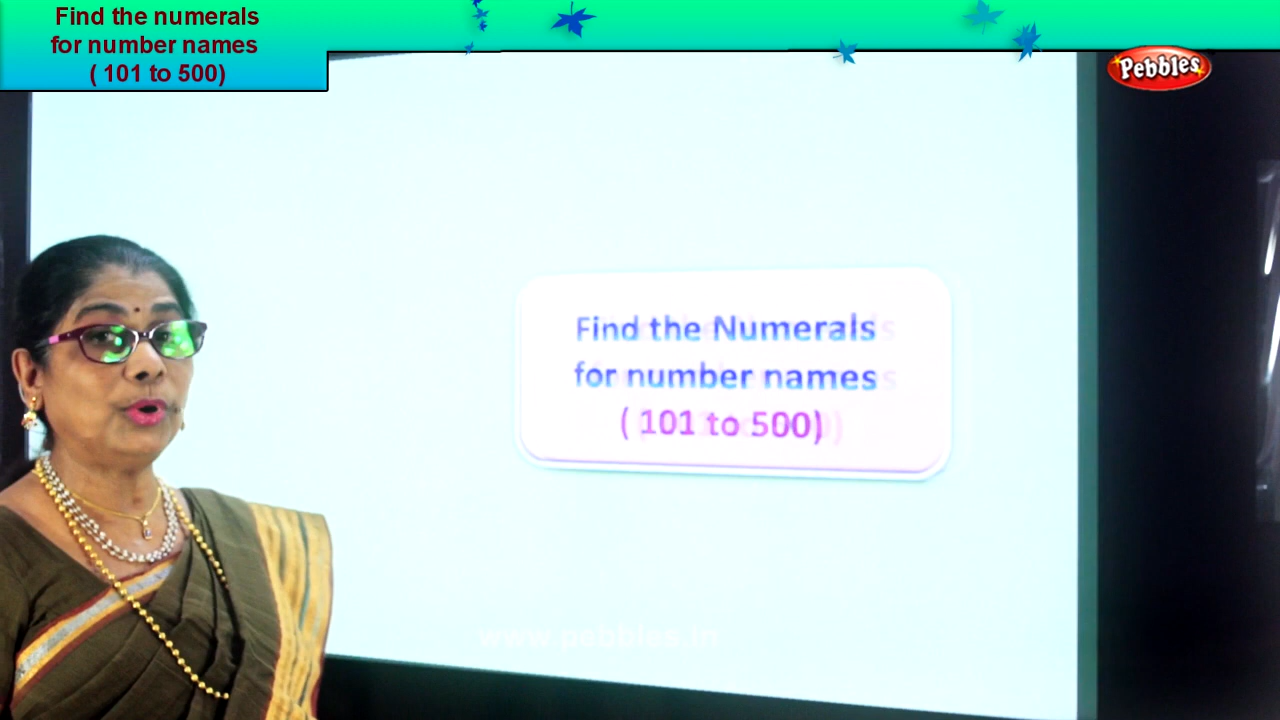 Find the numerals
for number names
( 101 to 500)
Pebbles
Find the Numerals
for number names
( 101 to 500)
www.pebbles.in